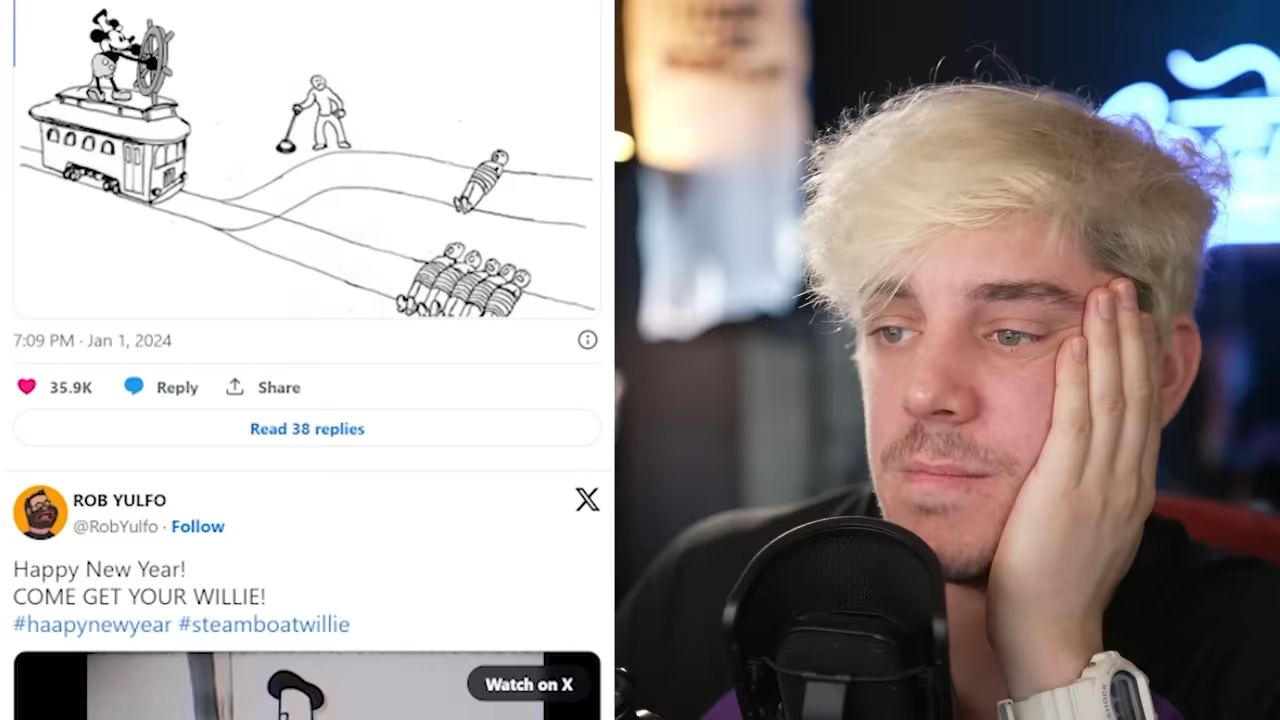 7:09 PM · Jan 1, 2024
35.9K Reply Share
Read 38 replies
ROB YULFO
@RobYulfo · Follow
Happy New Year!
COME GET YOUR WILLIE!
#haapynewyear #steamboatwillie
Watch on X